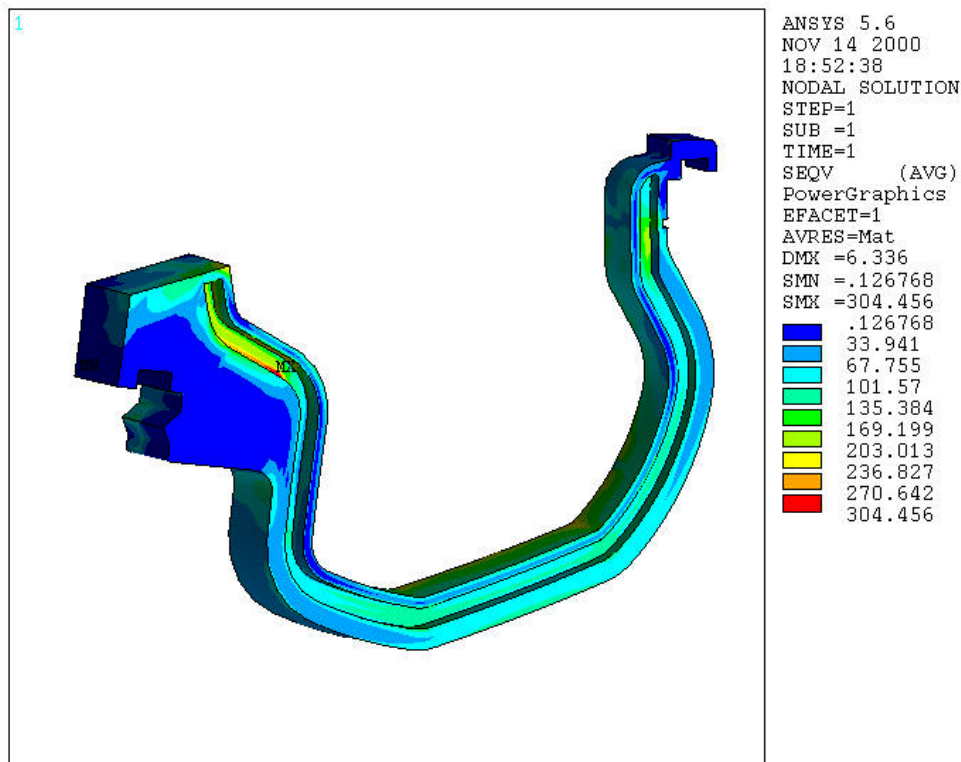 1
ANSYS 5.6
NOV 14 2000
18:52:38
NODAL SOLUTION
STEP=1
SUB =1
TIME=1
SEQV (AVG)
PowerGraphics
EFACET=1
AVRES=Mat
DMX =6.336
SMN =.126768
SMX =304.456
.126768
33.941
67.755
101.57
135.384
169.199
203.013
236.827
270.642
304.456
MX